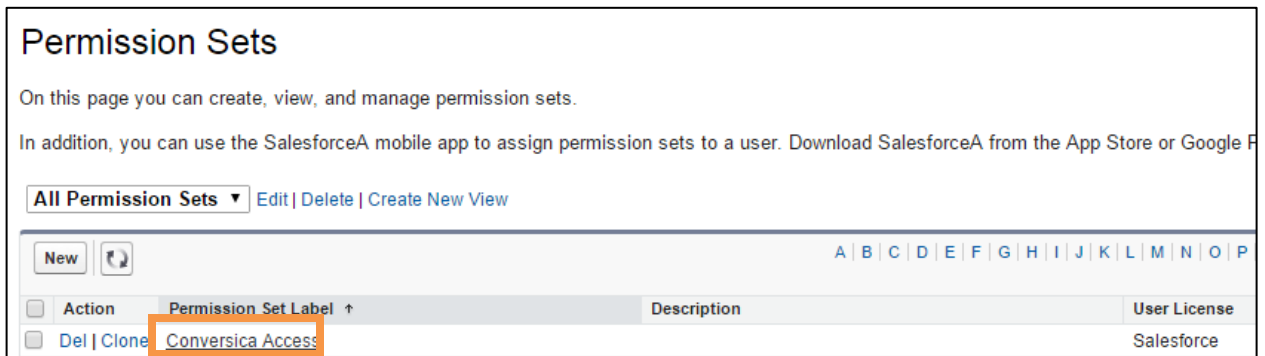 Permission Sets
On this page you can create, view, and manage permission sets.
In addition, you can use the SalesforceA mobile app to assign permission sets to a user. Download SalesforceA from the App Store or Google
All Permission Sets ▼ Edit | Delete | Create New View
New A | B | C | D | E | F | G | H | I | J | K | L | M | N | O | P
Action Permission Set Label ↑ Description User License
Del | Clone Conversica Access Salesforce